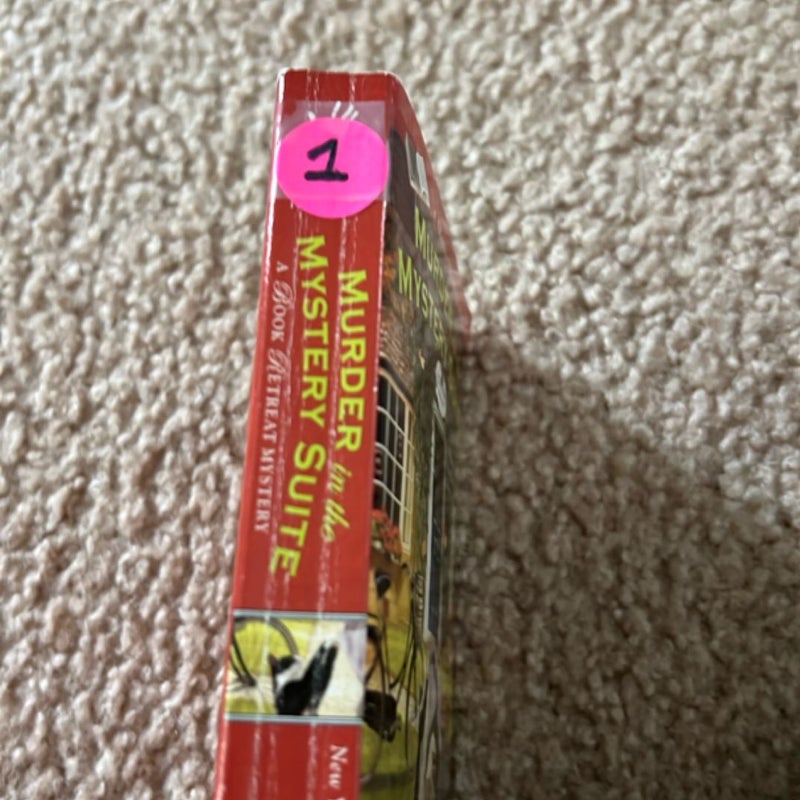 1
MURDER in the
MYSTERY SUITE
A BOOK RETREAT MYSTERY
New